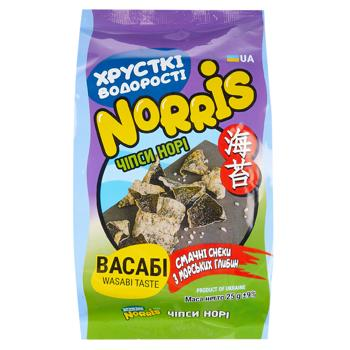 UA
ХРУСТКІ
ВОДОРОСТІ
NORRIS
ЧІПСИ НОРІ
海苔
ВАСАБІ
WASABI TASTE
СМАЧНІ СНЕКИ
З МОРСЬКИХ ГЛИБИН
PRODUCT OF UKRAINE
Маса нетто 25 g ±9%
NORRIS ЧІПСИ НОРІ